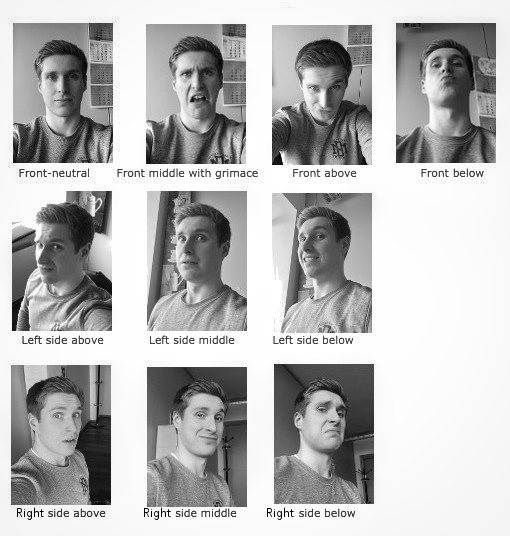 Front-neutral
Front middle with grimace
Front above
Front below
Left side above
Left side middle
Left side below
Right side above
Right side middle
Right side below